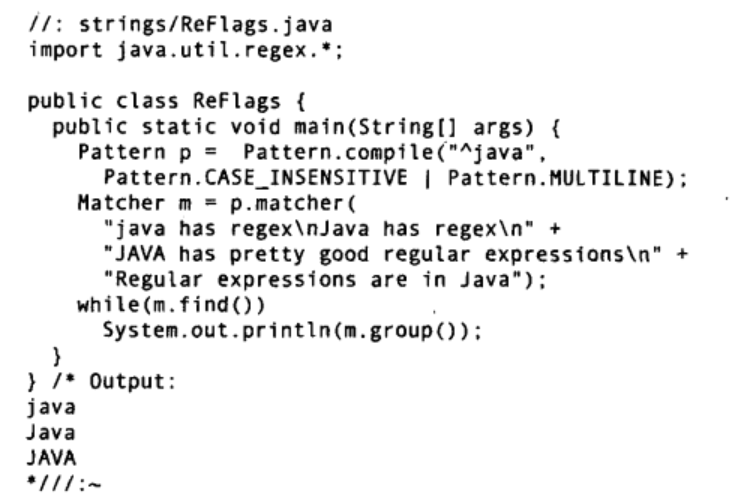 //: strings/ReFlags.java
import java.util.regex.*;

public class ReFlags {
  public static void main(String[] args) {
    Pattern p =  Pattern.compile("^java",
      Pattern.CASE_INSENSITIVE | Pattern.MULTILINE);
    Matcher m = p.matcher(
      "java has regex\nJava has regex\n" +
      "JAVA has pretty good regular expressions\n" +
      "Regular expressions are in Java");
    while(m.find())
      System.out.println(m.group());
  }
} /* Output:
java
Java
JAVA
*///:~